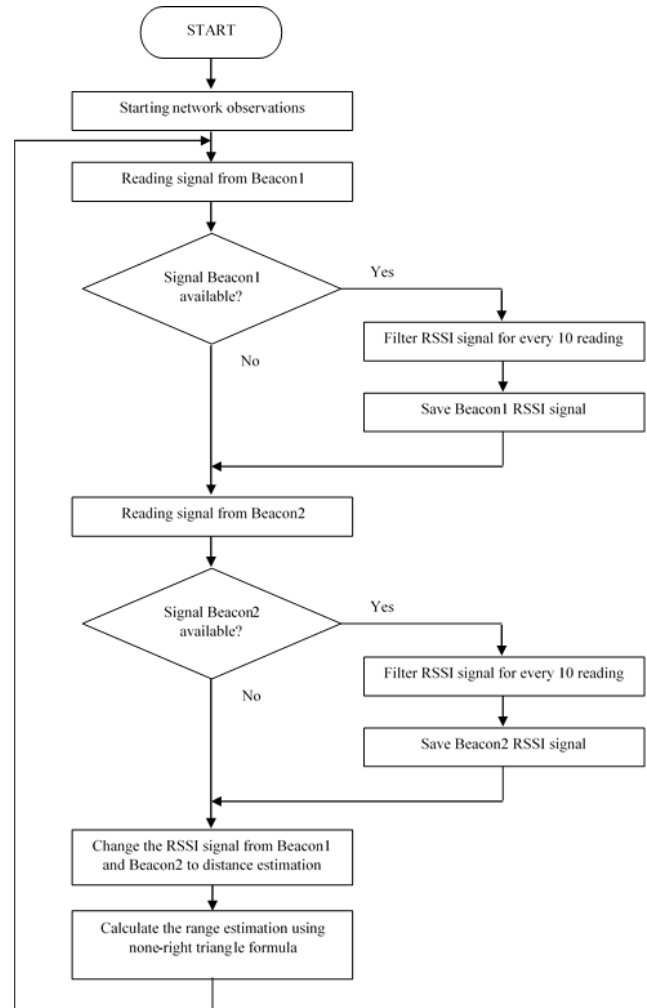 START
Starting network observations
Reading signal from Beacon1
Signal Beacon1
available?
Yes
No
Filter RSSI signal for every 10 reading
Save Beacon1 RSSI signal
Reading signal from Beacon2
Signal Beacon2
available?
Yes
No
Filter RSSI signal for every 10 reading
Save Beacon2 RSSI signal
Change the RSSI signal from Beacon1
and Beacon2 to distance estimation
Calculate the range estimation using
none-right triangle formula